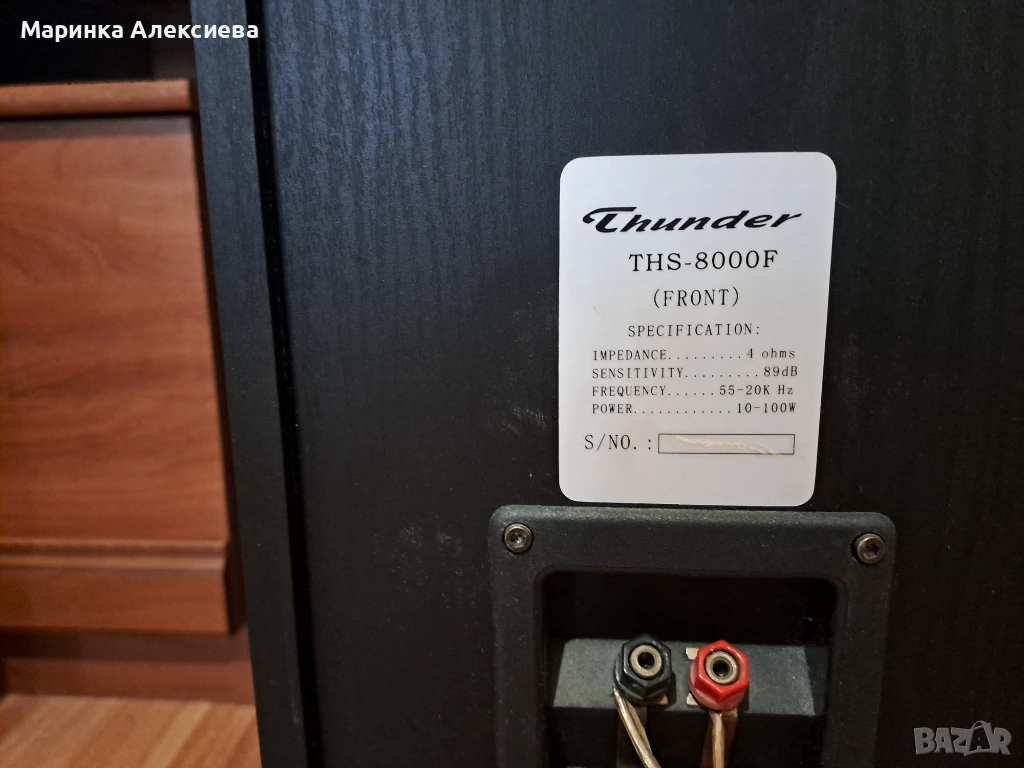 Маринка Алексиева
Thunder
THS-8000F
(FRONT)
SPECIFICATION:
IMPEDANCE.........4 ohms
SENSITIVITY.........89dB
FREQUENCY......55-20K Hz
POWER............10-100W
S/NO.:
BAZAR